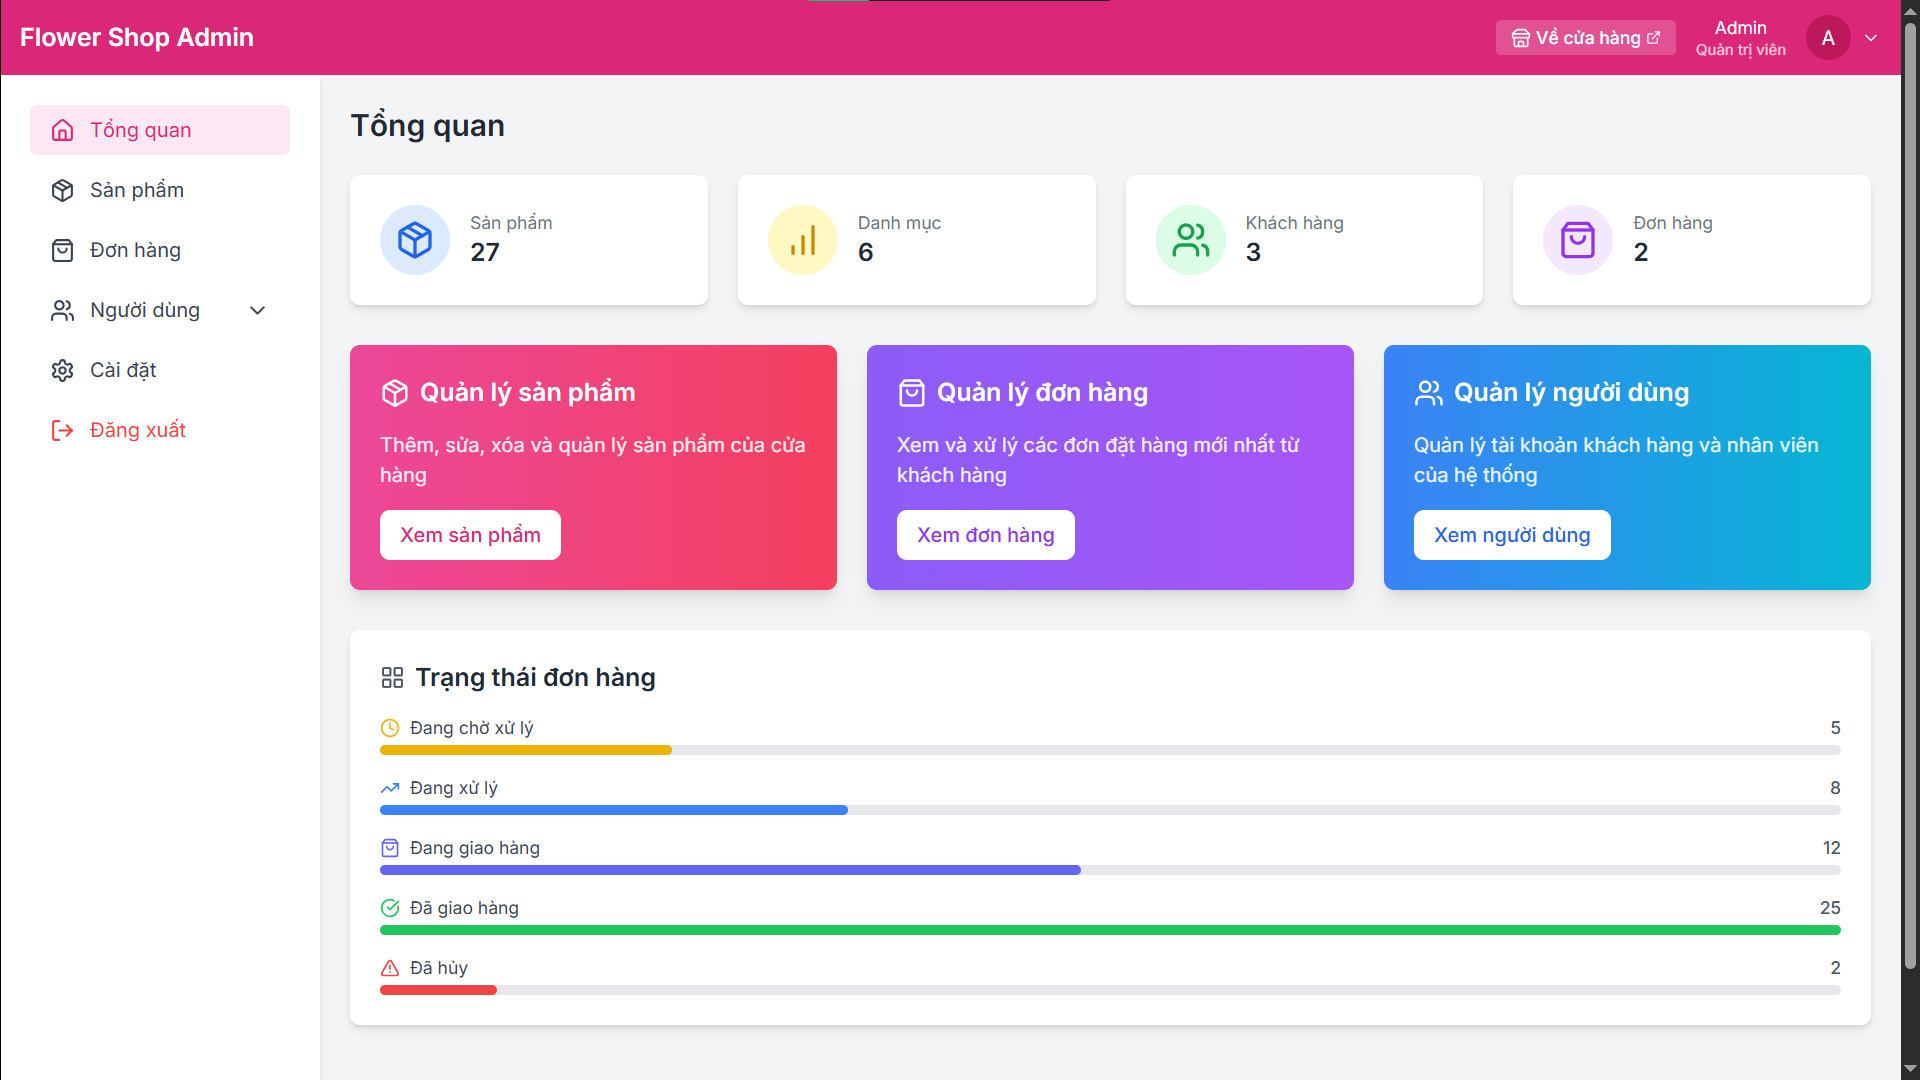 Flower Shop Admin
Về cửa hàng
Admin
Quản trị viên
A
Tổng quan
Sản phẩm
Đơn hàng
Người dùng
Cài đặt
Đăng xuất
Tổng quan
Sản phẩm
27
Danh mục
6
Khách hàng
3
Đơn hàng
2
Quản lý sản phẩm
Thêm, sửa, xóa và quản lý sản phẩm của cửa
hàng
Xem sản phẩm
Quản lý đơn hàng
Xem và xử lý các đơn đặt hàng mới nhất từ
khách hàng
Xem đơn hàng
Quản lý người dùng
Quản lý tài khoản khách hàng và nhân viên
của hệ thống
Xem người dùng
Trạng thái đơn hàng
Đang chờ xử lý
5
Đang xử lý
8
Đang giao hàng
12
Đã giao hàng
25
Đã hủy
2